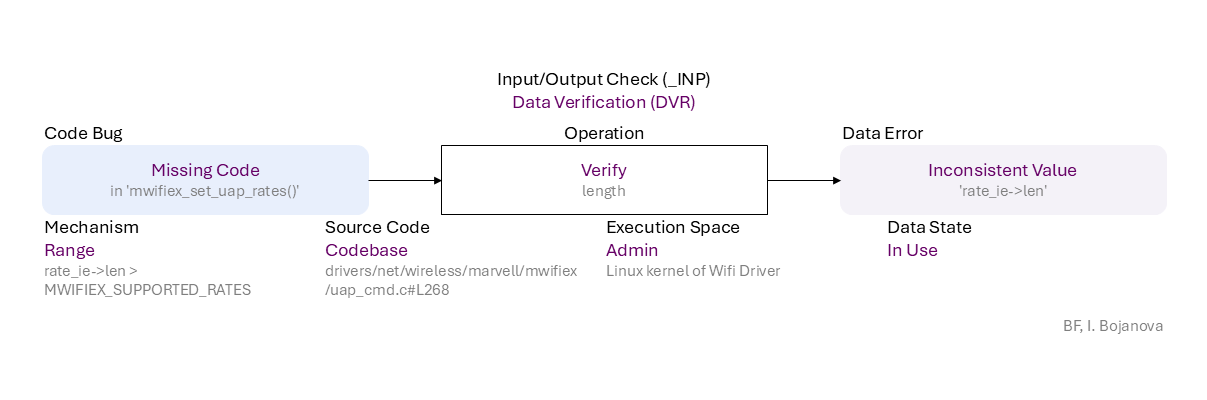 Input/Output Check (_INP)
Data Verification (DVR)
Code Bug
Operation
Data Error
Missing Code
in 'mwifiex_set_uap_rates()'
Verify
length
Inconsistent Value
'rate_ie->len'
Mechanism
Range
rate_ie->len >
MWIFIEX_SUPPORTED_RATES
Source Code
Codebase
drivers/net/wireless/marvell/mwifiex
/uap_cmd.c#L268
Execution Space
Admin
Linux kernel of Wifi Driver
Data State
In Use
BF, I. Bojanova